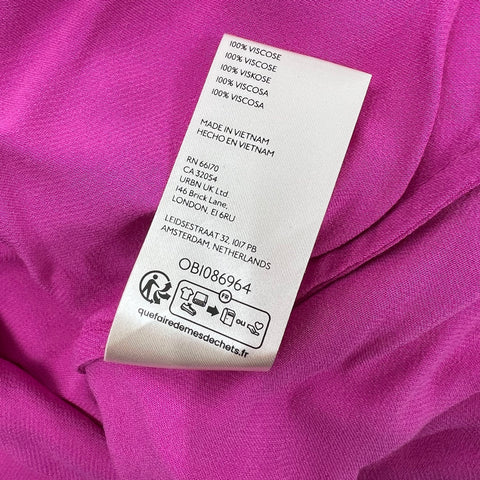 100% VISCOSE
100% VISCOSE
100% VISKOSE
100% VISCOSA
100% VISCOSA
MADE IN VIETNAM
HECHO EN VIETNAM
RN 66170
CA 32054
URBN UK Ltd
146 Brick Lane,
LONDON, E1 6RU
LEIDSESTRAAT 32, 1017 PB
AMSTERDAM, NETHERLANDS
OB1086964
FR
OU
quefairedemesdechets.fr